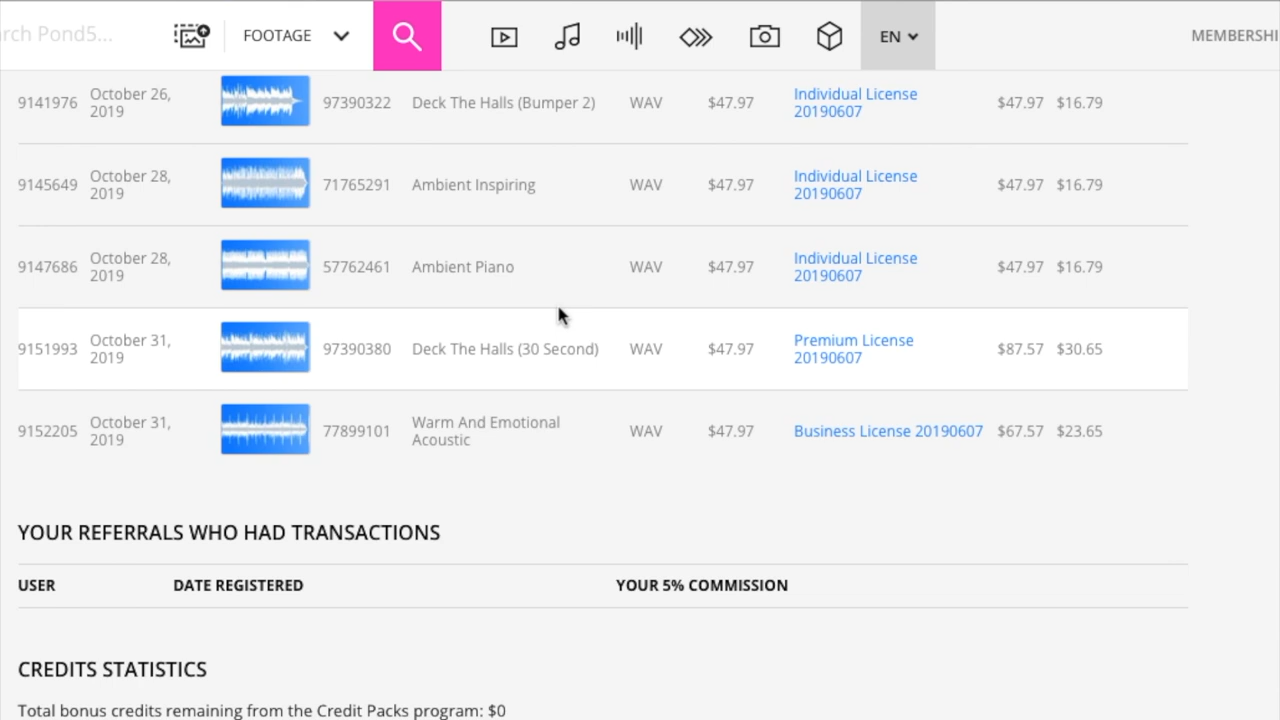 rch Pond5...
FOOTAGE
EN
MEMBERSHI
9141976 October 26, 2019 97390322 Deck The Halls (Bumper 2) WAV $47.97 Individual License 20190607 $47.97 $16.79
9145649 October 28, 2019 71765291 Ambient Inspiring WAV $47.97 Individual License 20190607 $47.97 $16.79
9147686 October 28, 2019 57762461 Ambient Piano WAV $47.97 Individual License 20190607 $47.97 $16.79
9151993 October 31, 2019 97390380 Deck The Halls (30 Second) WAV $47.97 Premium License 20190607 $87.57 $30.65
9152205 October 31, 2019 77899101 Warm And Emotional Acoustic WAV $47.97 Business License 20190607 $67.57 $23.65
YOUR REFERRALS WHO HAD TRANSACTIONS
USER DATE REGISTERED YOUR 5% COMMISSION
CREDITS STATISTICS
Total bonus credits remaining from the Credit Packs program: $0